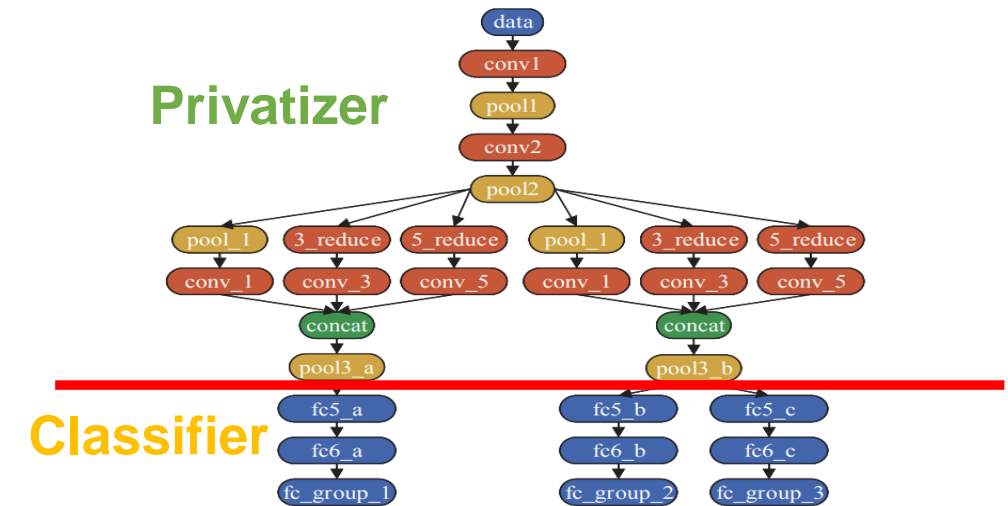 data
conv1
Privatizer
pool1
conv2
pool2
pool_1 3_reduce 5_reduce pool_1 3_reduce 5_reduce
conv_1 conv_3 conv_5 conv_1 conv_3 conv_5
concat concat
pool3_a pool3_b
Classifier
fc5_a fc5_b fc5_c
fc6_a fc6_b fc6_c
fc_group_1 fc_group_2 fc_group_3